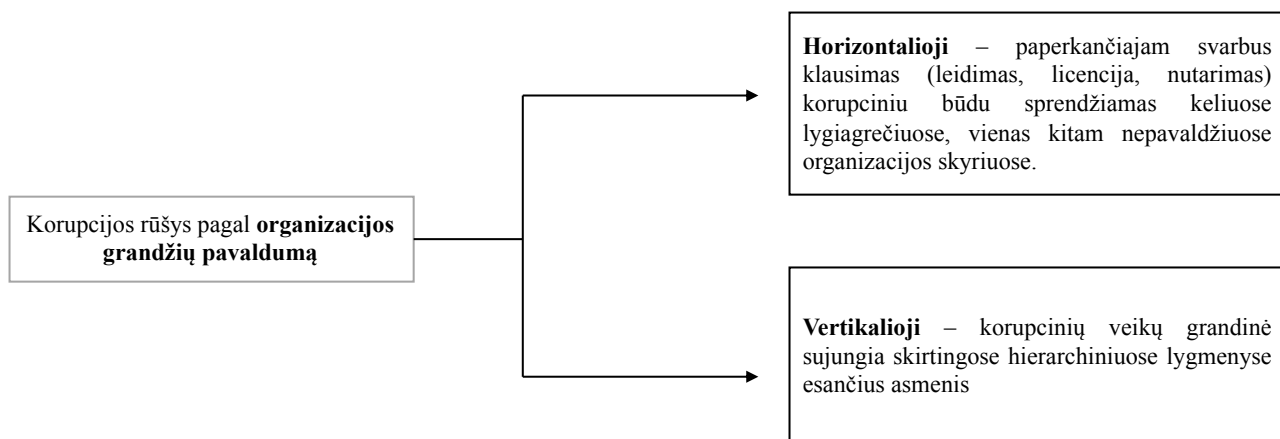 Korupcijos rūšys pagal organizacijos
grandžių pavaldumą
Horizontalioji – paperkančiajam svarbus
klausimas (leidimas, licencija, nutarimas)
korupciniu būdu sprendžiamas keliuose
lygiagrečiuose, vienas kitam nepavaldžiuose
organizacijos skyriuose.
Vertikalioji – korupcinių veikų grandinė
sujungia skirtingose hierarchiniuose lygmenyse
esančius asmenis